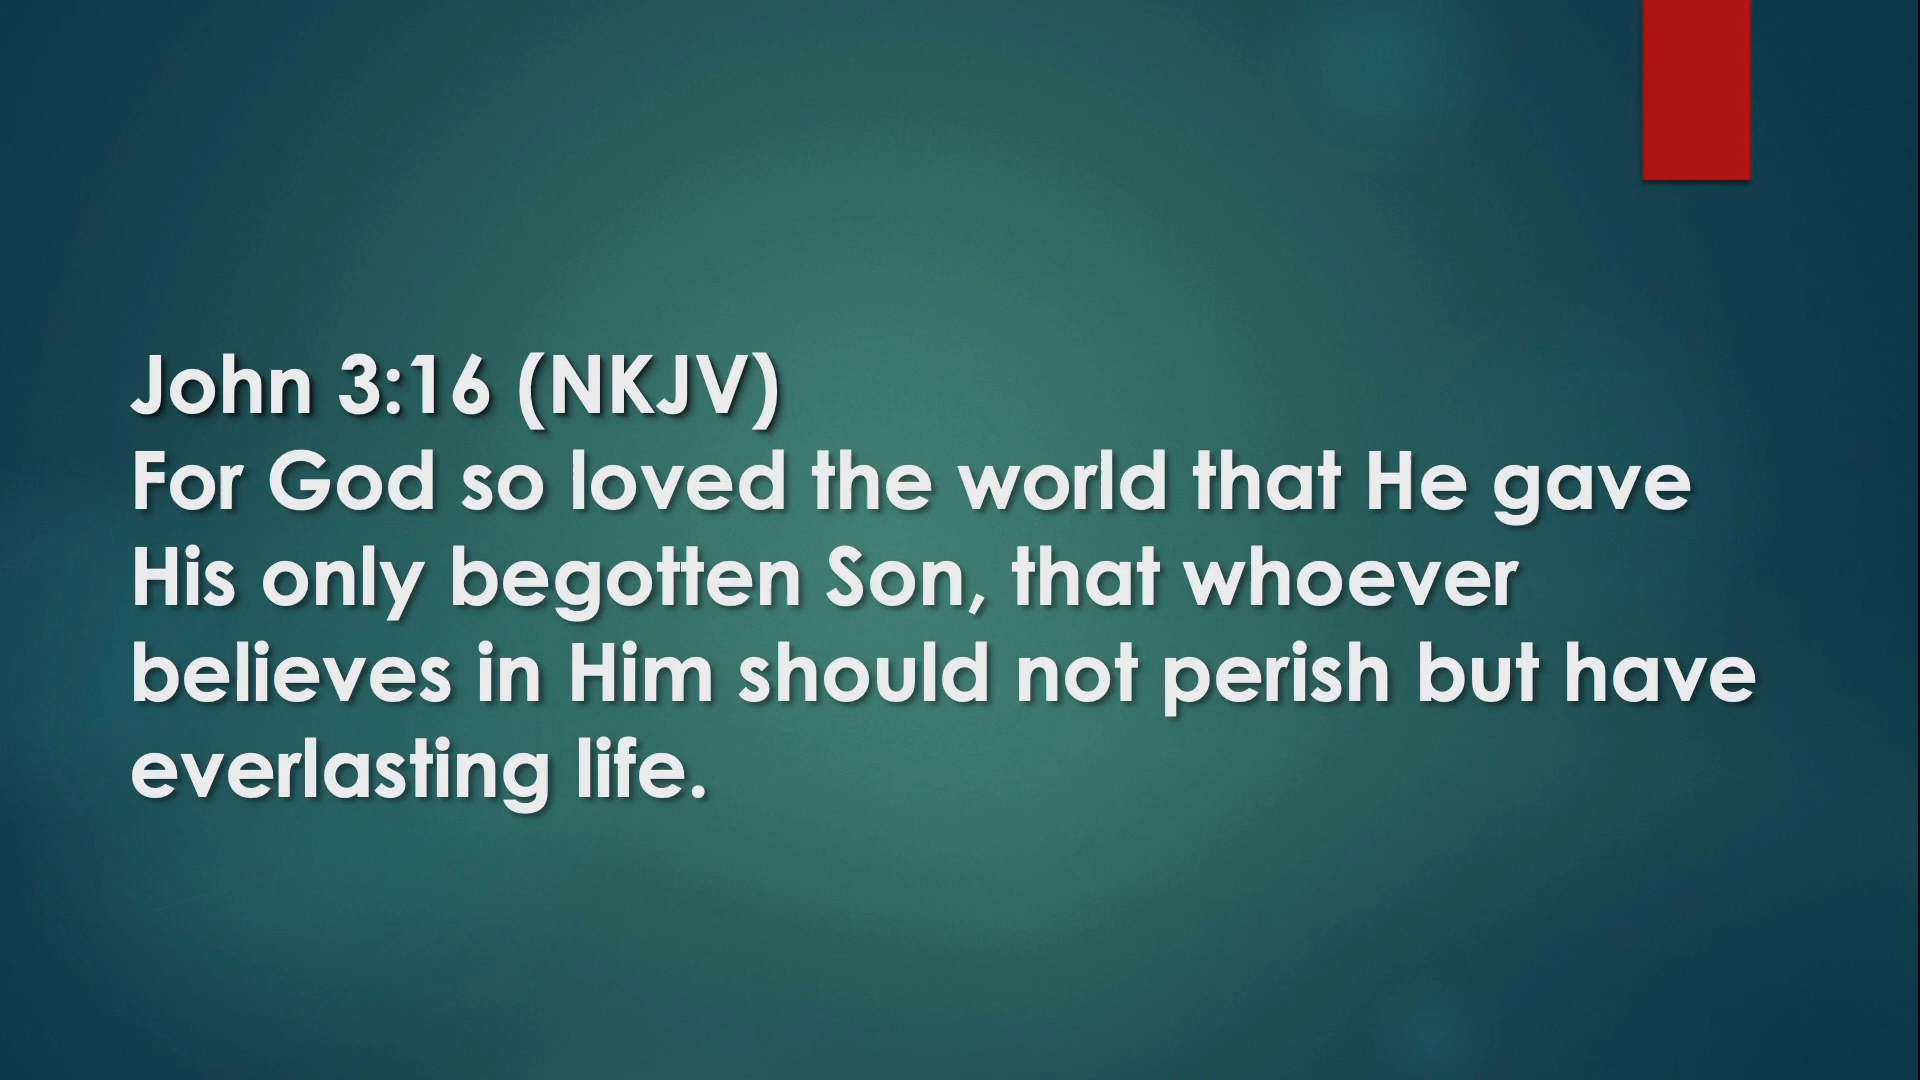 John 3:16 (NKJV)
For God so loved the world that He gave
His only begotten Son, that whoever
believes in Him should not perish but have
everlasting life.